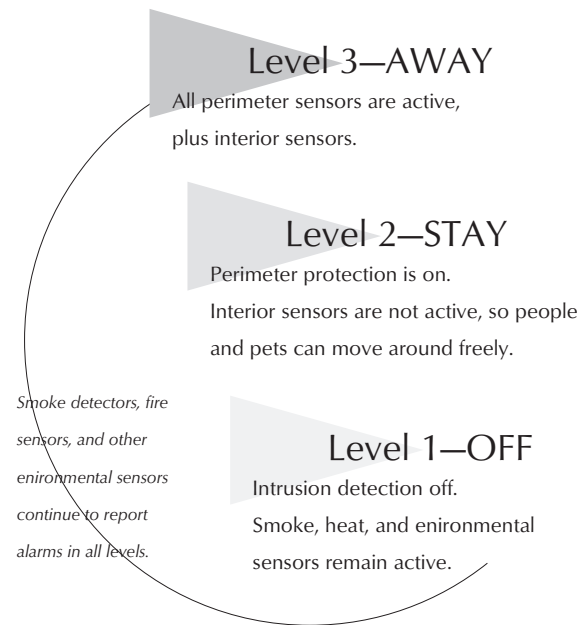 Level 3—AWAY
All perimeter sensors are active,
plus interior sensors.
Level 2—STAY
Perimeter protection is on.
Interior sensors are not active, so people
and pets can move around freely.
Smoke detectors, fire
sensors, and other
enironmental sensors
continue to report
alarms in all levels.
Level 1—OFF
Intrusion detection off.
Smoke, heat, and enironmental
sensors remain active.